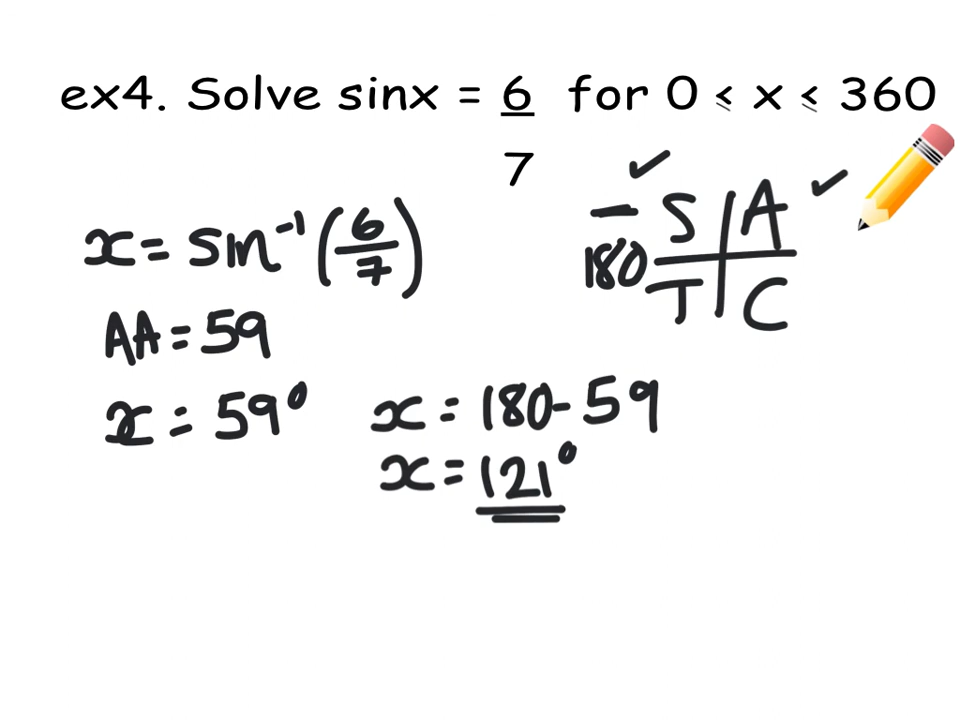 ex4. Solve sinx = 6/7 for 0 ≤ x ≤ 360
x = sin⁻¹(6/7)
– S A
180 T C
AA = 59
x = 59°
x = 180-59
x = 121°